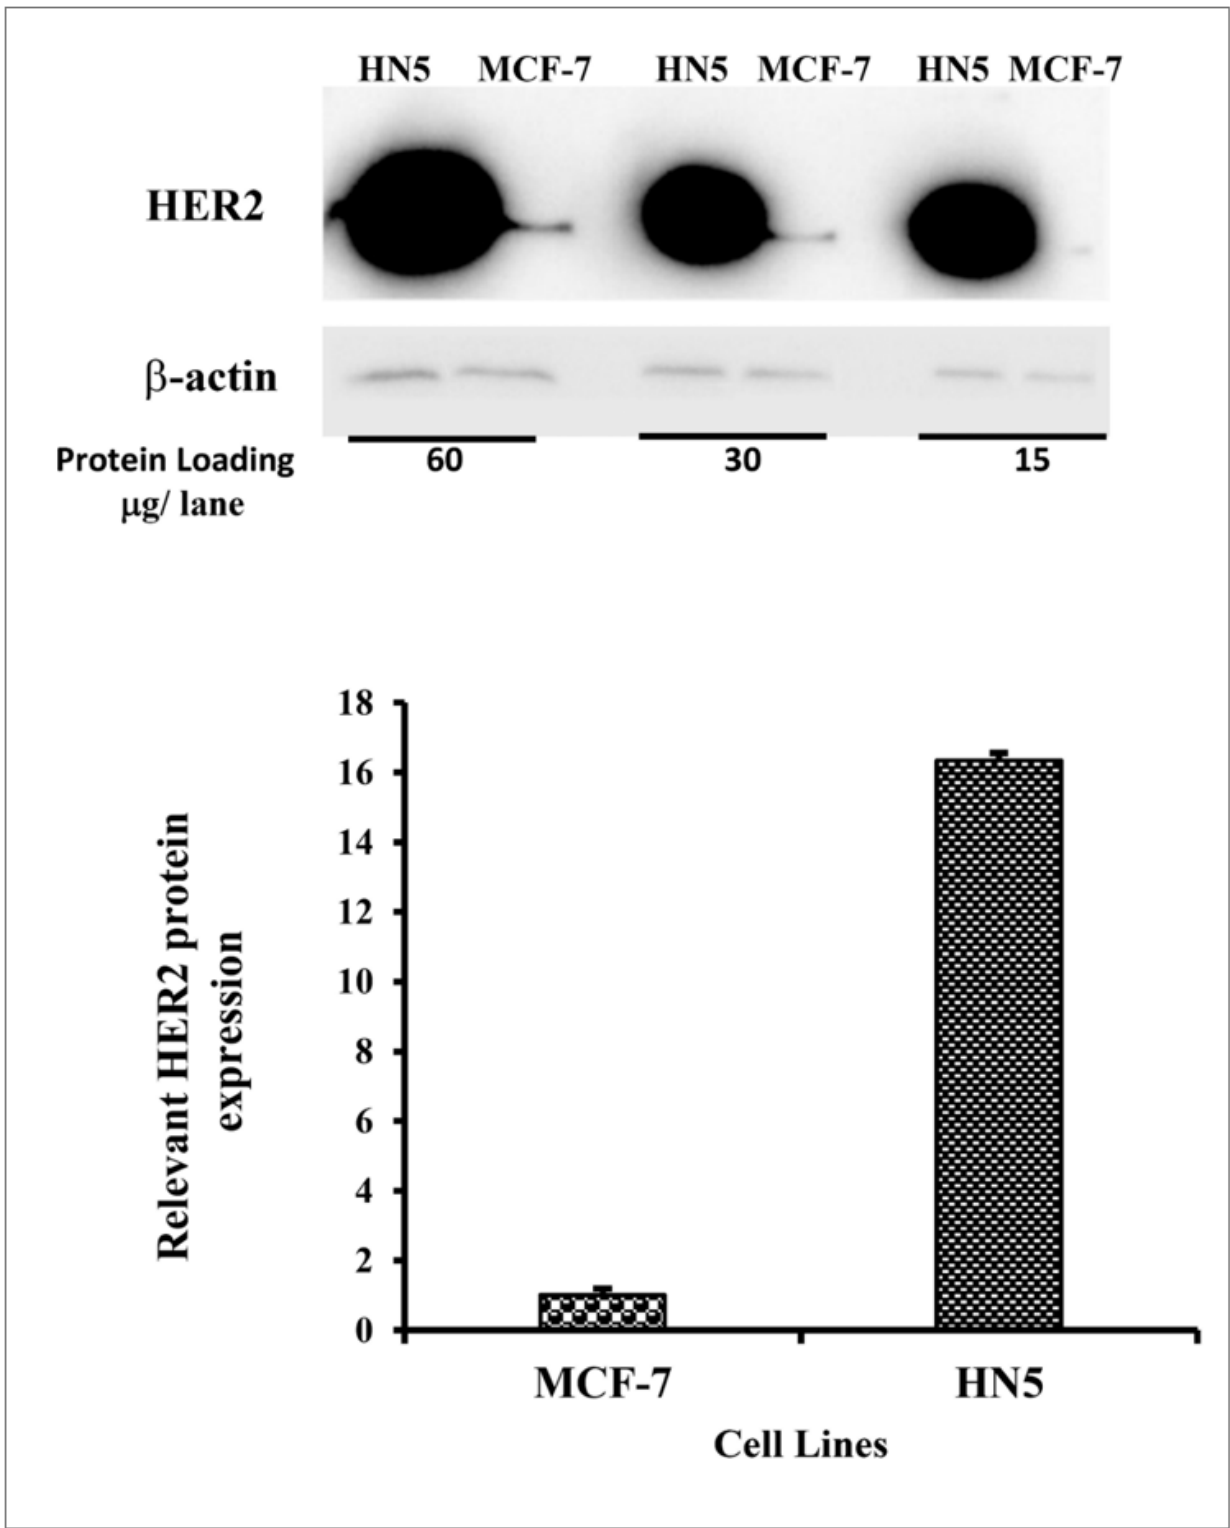 HN5 MCF-7 HN5 MCF-7 HN5 MCF-7
HER2
β-actin
Protein Loading 60 30 15
μg/ lane
18
16
14
12
10
8
6
4
2
0
Relevant HER2 protein
expression
MCF-7 HN5
Cell Lines